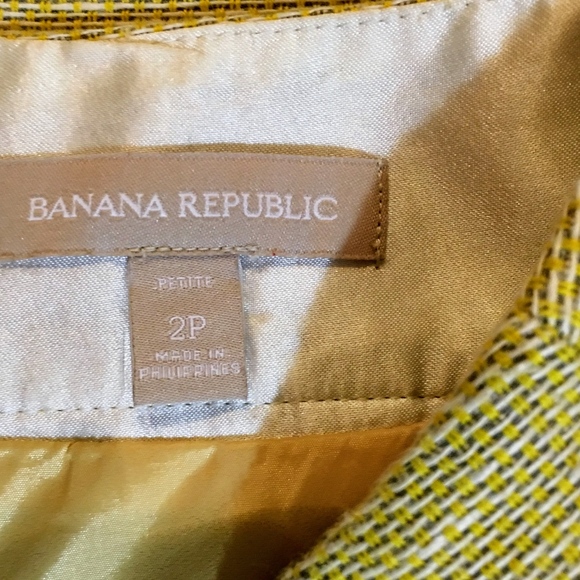 BANANA REPUBLIC
PETITE
2P
MADE IN
PHILIPPINES